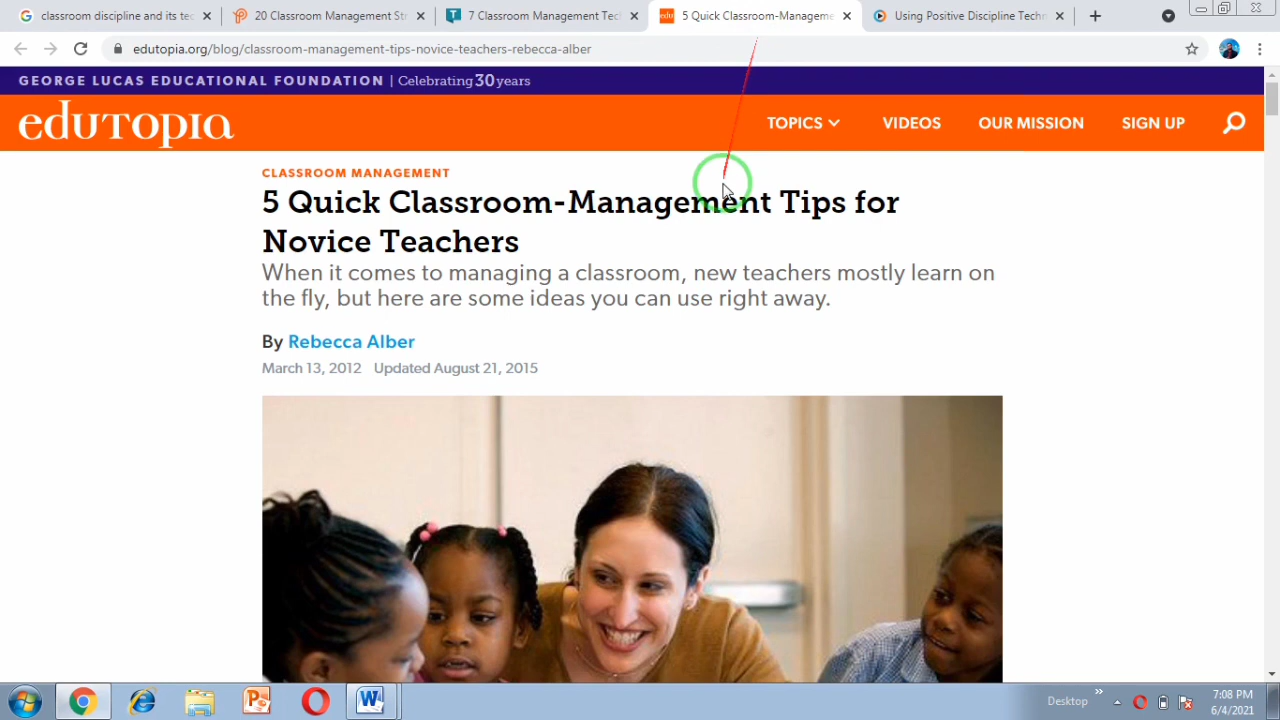 classroom discipline and its ta
20 Classroom Management Str
7 Classroom Management Tech
5 Quick Classroom-Manageme
Using Positive Discipline Techn
edutopia.org/blog/classroom-management-tips-novice-teachers-rebecca-alber
GEORGE LUCAS EDUCATIONAL FOUNDATION | Celebrating 30 years
edutopia
TOPICS VIDEOS OUR MISSION SIGN UP
CLASSROOM MANAGEMENT
5 Quick Classroom-Management Tips for
Novice Teachers
When it comes to managing a classroom, new teachers mostly learn on
the fly, but here are some ideas you can use right away.
By Rebecca Alber
March 13, 2012 Updated August 21, 2015
Desktop
7:08 PM
6/4/2021